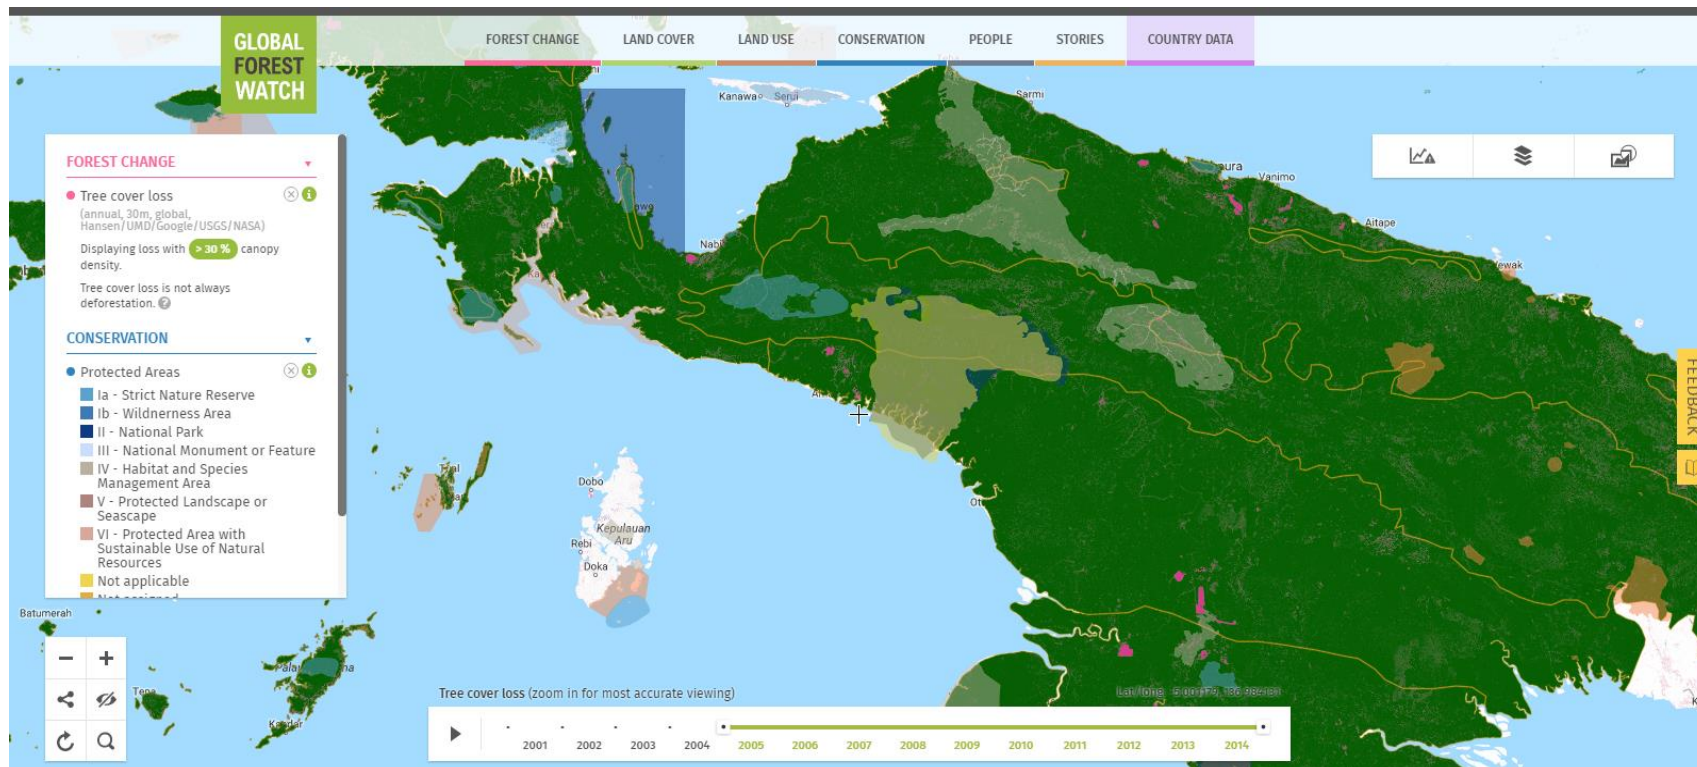 GLOBAL
FOREST
WATCH
FOREST CHANGE
LAND COVER
LAND USE
CONSERVATION
PEOPLE
STORIES
COUNTRY DATA
FOREST CHANGE
Tree cover loss
(annual, 30m, global,
Hansen/UMD/Google/USGS/NASA)
Displaying loss with > 30 % canopy
density.
Tree cover loss is not always
deforestation. ?
CONSERVATION
Protected Areas
Ia - Strict Nature Reserve
Ib - Wildnerness Area
II - National Park
III - National Monument or Feature
IV - Habitat and Species
Management Area
V - Protected Landscape or
Seascape
VI - Protected Area with
Sustainable Use of Natural
Resources
Not applicable
Not assigned
Kanawa
Serui
Sarmi
Vanimo
Aitape
Dobo
Kepulauan
Aru
Rebi
Doka
Batumerah
FEEDBACK
Tree cover loss (zoom in for most accurate viewing)
2001 2002 2003 2004 2005 2006 2007 2008 2009 2010 2011 2012 2013 2014